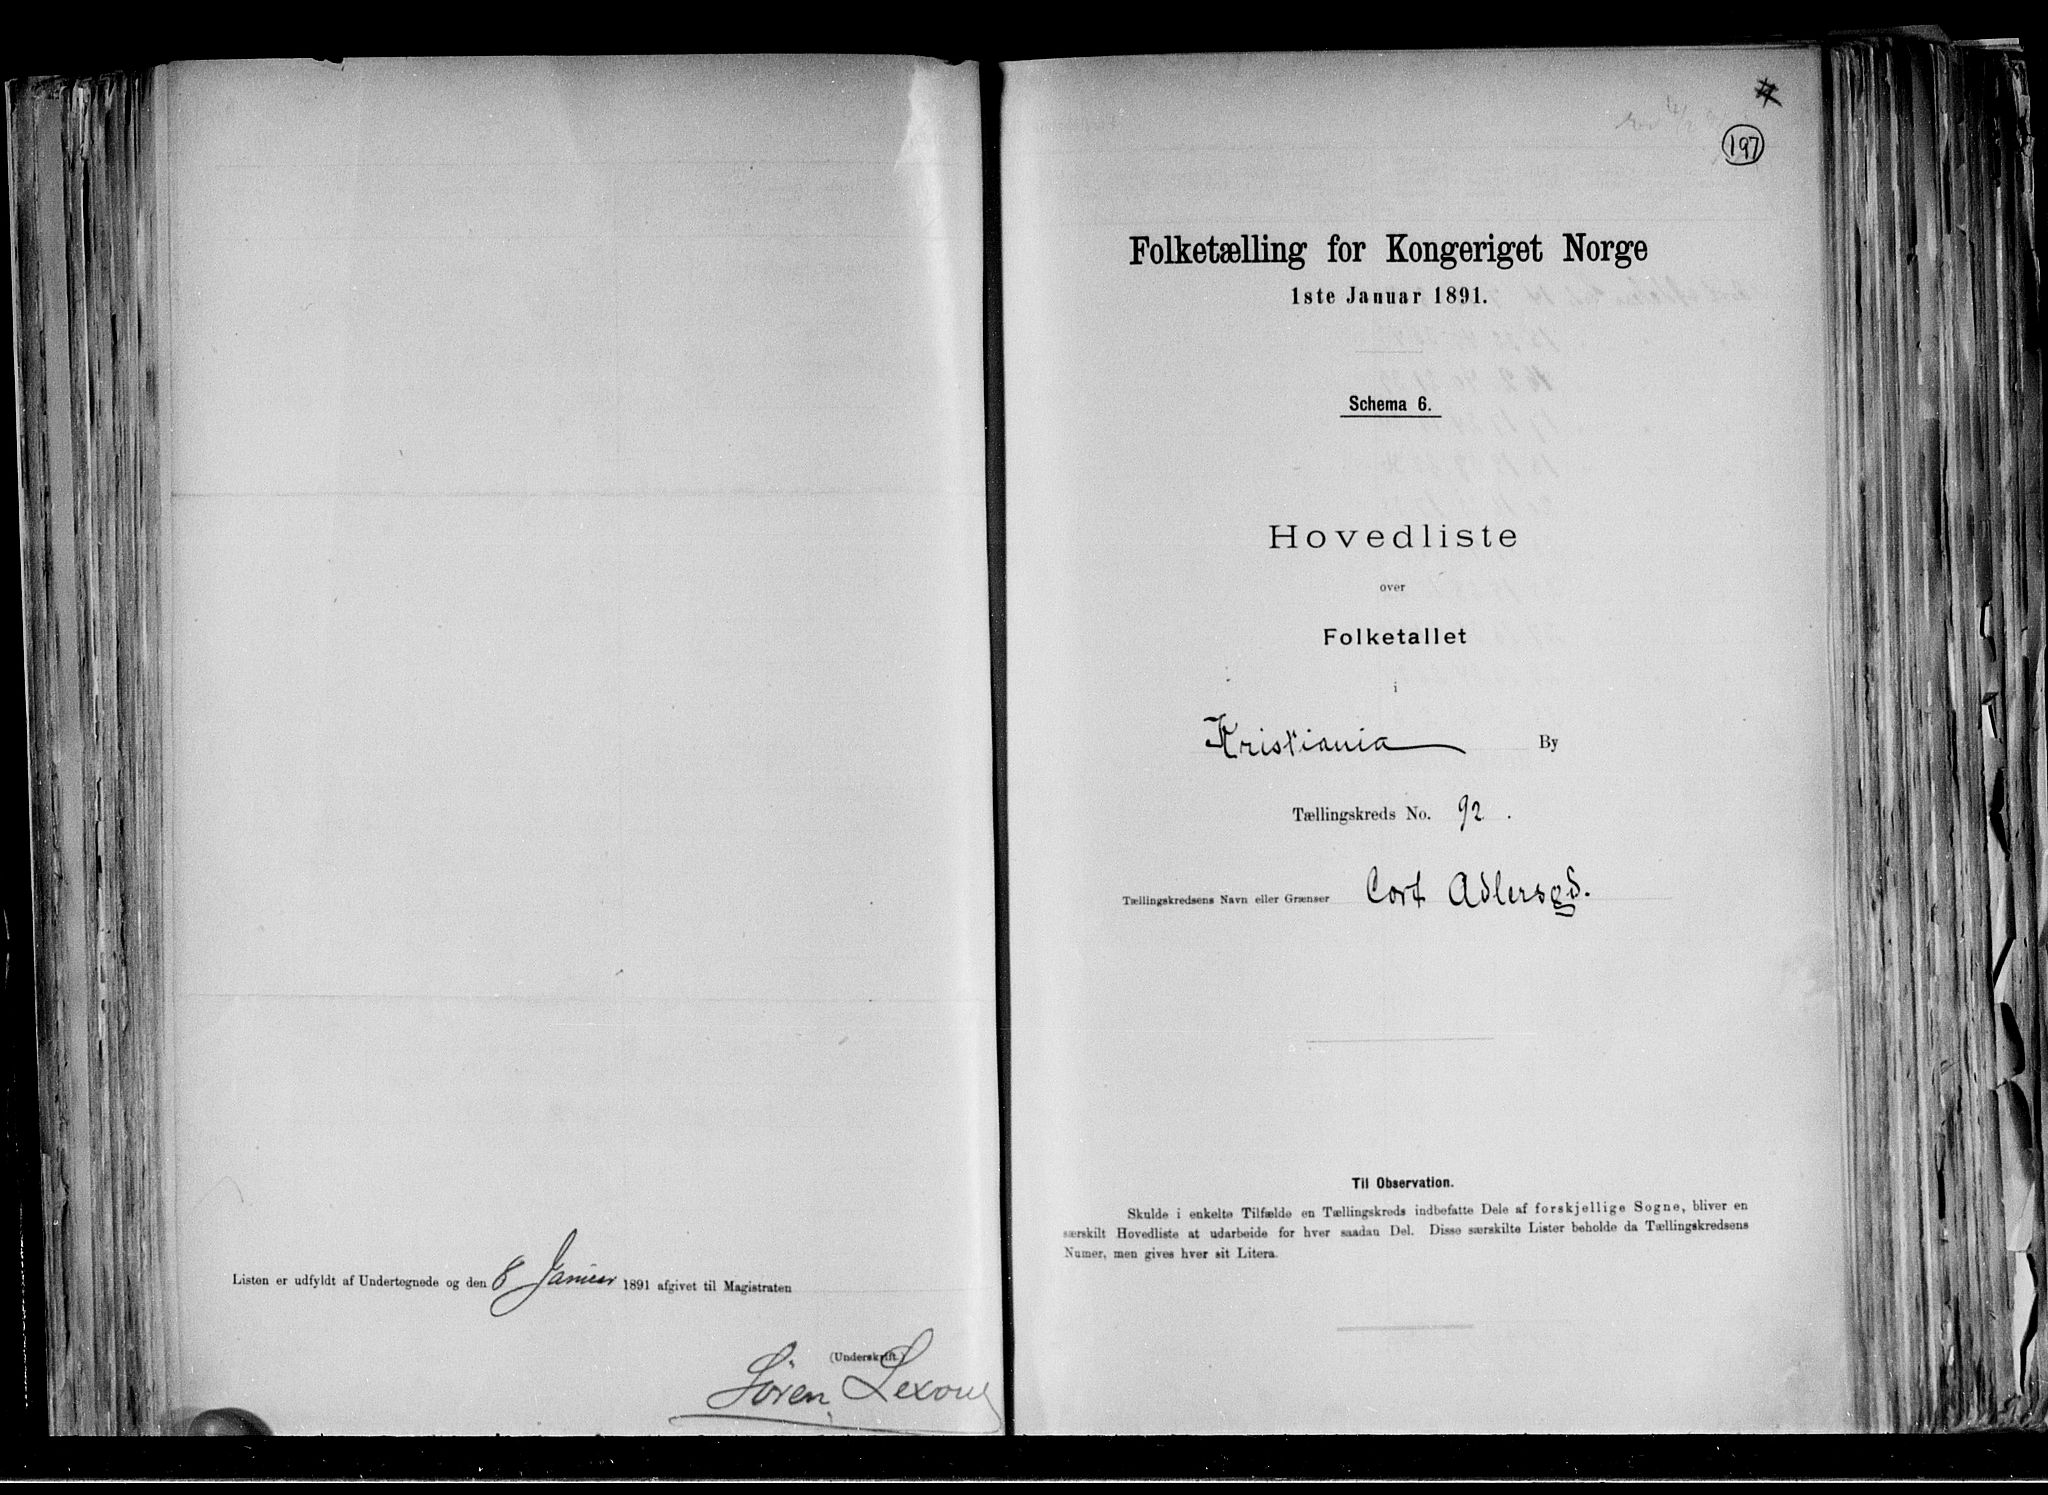 Listen er udfyldt af Undertegnede og den 8 Januar 1891 afgivet til Magistraten
(Underskrift.)
Sören
197
Folketælling for Kongeriget Norge
1ste Januar 1891.
Schema 6.
Hovedliste
over
Folketallet
i
Kristiania By
Tællingskreds No. 92.
Tællingskredsens Navn eller Grænser Cort Adlersgd.
Til Observation.
Skulde i enkelte Tilfælde en Tællingskreds indbefatte Dele af forskjellige Sogne, bliver en
særskilt Hovedliste at udarbeide for hver saadan Del. Disse særskilte Lister beholde da Tællingskredsens
Numer, men gives hver sit Litera.